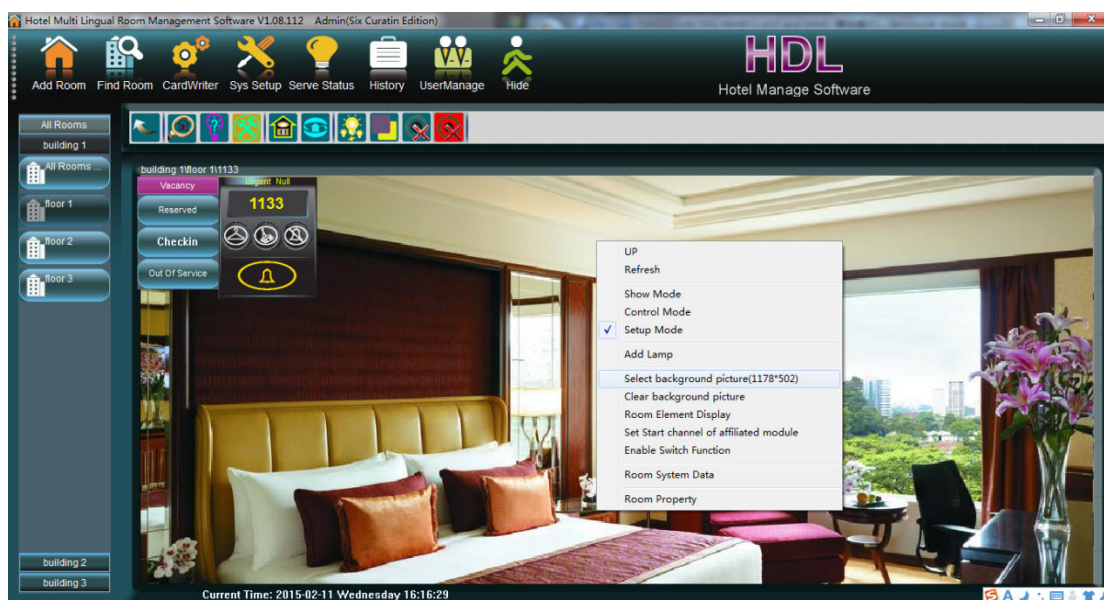 Hotel Multi Lingual Room Management Software V1.08.112 Admin(Six Curatin Edition)
Add Room Find Room CardWriter Sys Setup Serve Status History UserManage Hide
HDL
Hotel Manage Software
All Rooms
building 1
All Rooms ...
floor 1
floor 2
floor 3
building 2
building 3
building 1\floor 1\1133
Vacancy
Reserved
Checkin
Out Of Service
Urgent Null
1133
UP
Refresh
Show Mode
Control Mode
✓ Setup Mode
Add Lamp
Select background picture(1178*502)
Clear background picture
Room Element Display
Set Start channel of affiliated module
Enable Switch Function
Room System Data
Room Property
Current Time: 2015-02-11 Wednesday 16:16:29